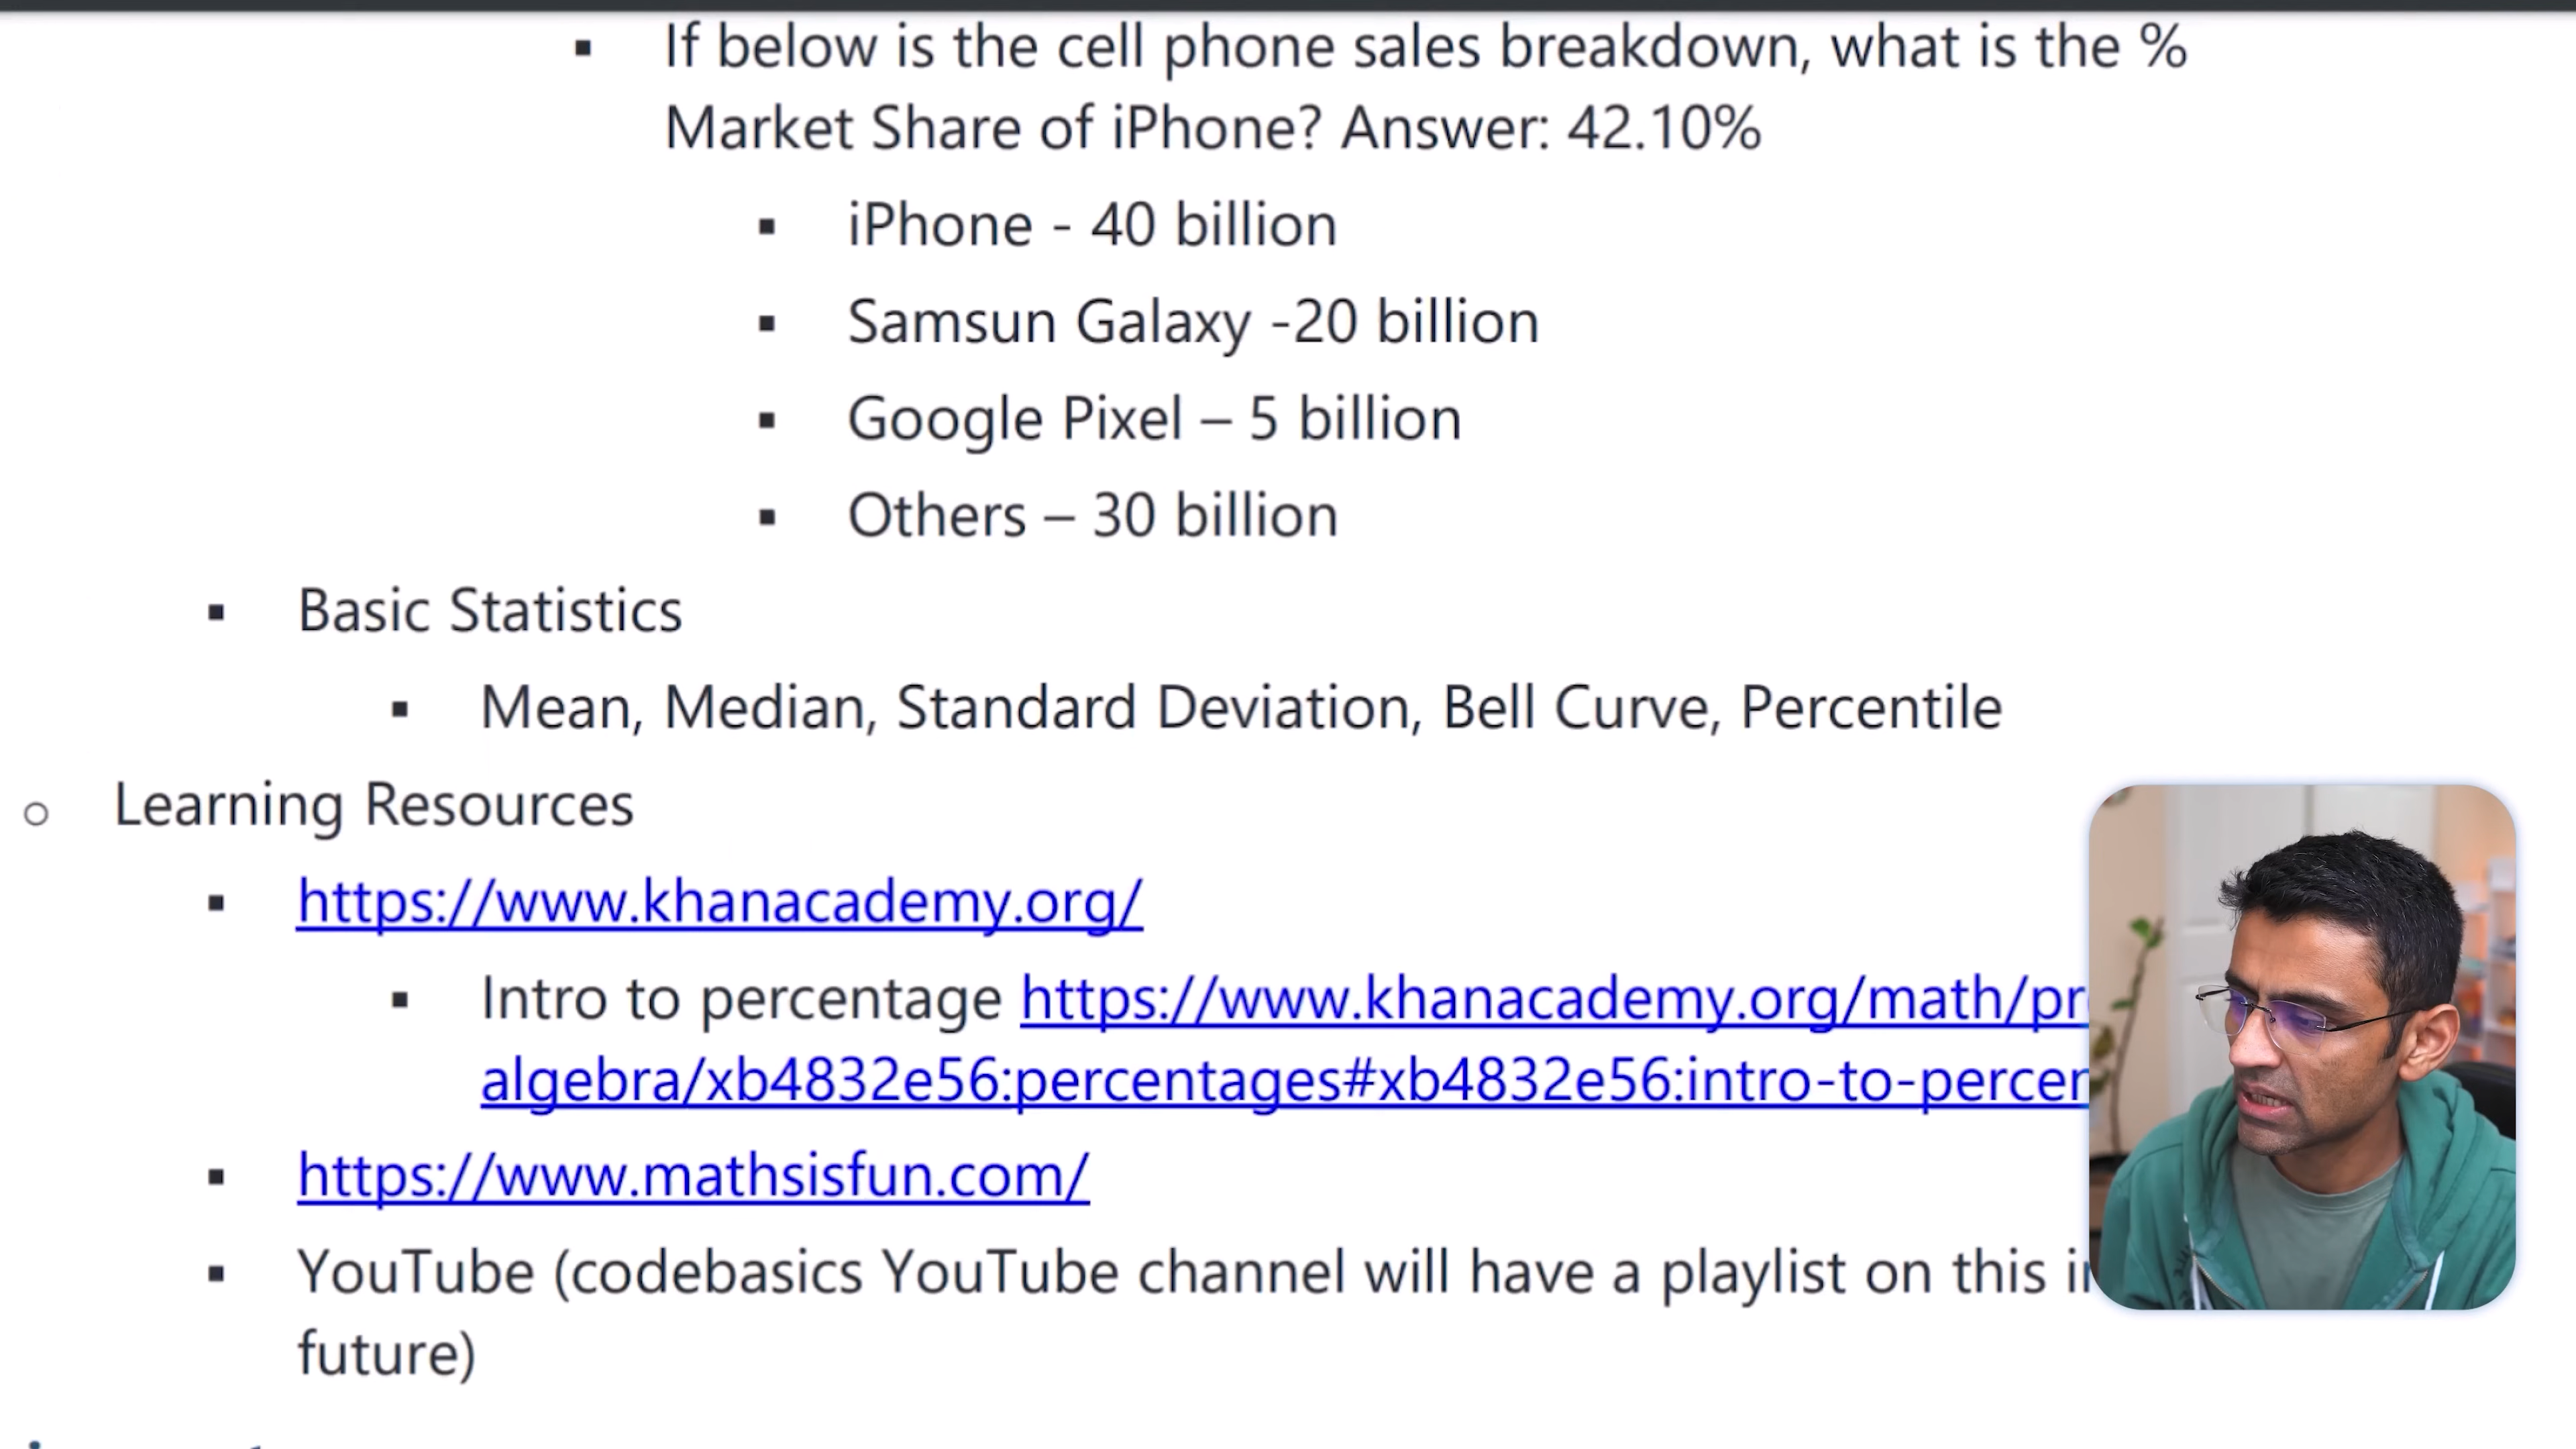 If below is the cell phone sales breakdown, what is the %
Market Share of iPhone? Answer: 42.10%
iPhone - 40 billion
Samsun Galaxy -20 billion
Google Pixel – 5 billion
Others – 30 billion
Basic Statistics
Mean, Median, Standard Deviation, Bell Curve, Percentile
Learning Resources
https://www.khanacademy.org/
Intro to percentage https://www.khanacademy.org/math/pr
algebra/xb4832e56:percentages#xb4832e56:intro-to-percen
https://www.mathsisfun.com/
YouTube (codebasics YouTube channel will have a playlist on this
future)